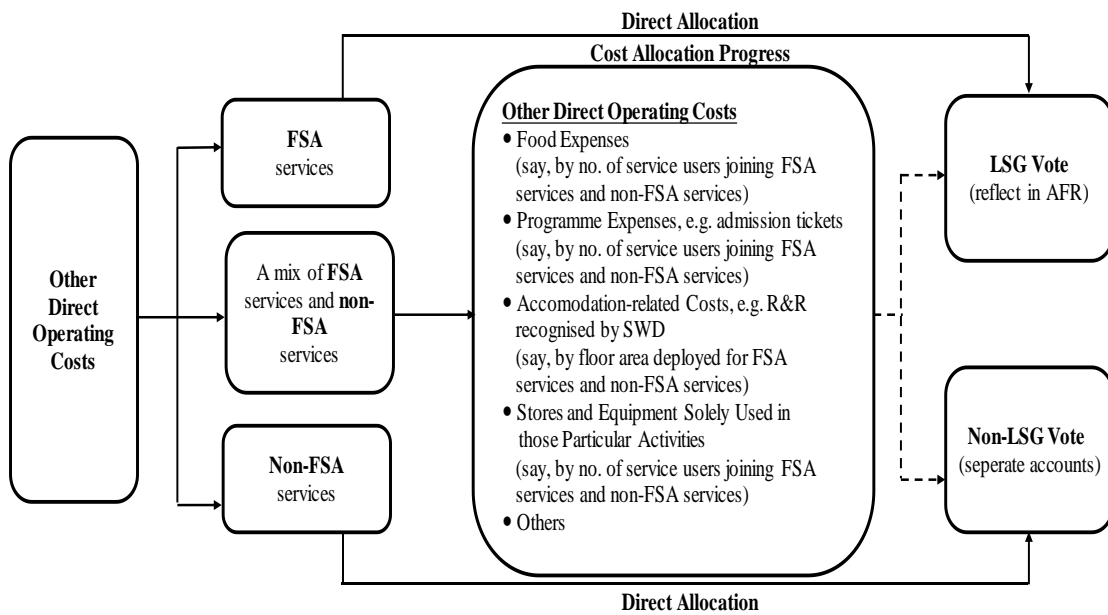 Direct Allocation
Cost Allocation Progress
Other
Direct
Operating
Costs
FSA
services
A mix of FSA
services and non-
FSA
services
Non-FSA
services
Other Direct Operating Costs
• Food Expenses
(say, by no. of service users joining FSA
services and non-FSA services)
• Programme Expenses, e.g. admission tickets
(say, by no. of service users joining FSA
services and non-FSA services)
• Accomodation-related Costs, e.g. R&R
recognised by SWD
(say, by floor area deployed for FSA
services and non-FSA services)
• Stores and Equipment Solely Used in
those Particular Activities
(say, by no. of service users joining FSA
services and non-FSA services)
• Others
LSG Vote
(reflect in AFR)
Non-LSG Vote
(seperate accounts)
Direct Allocation